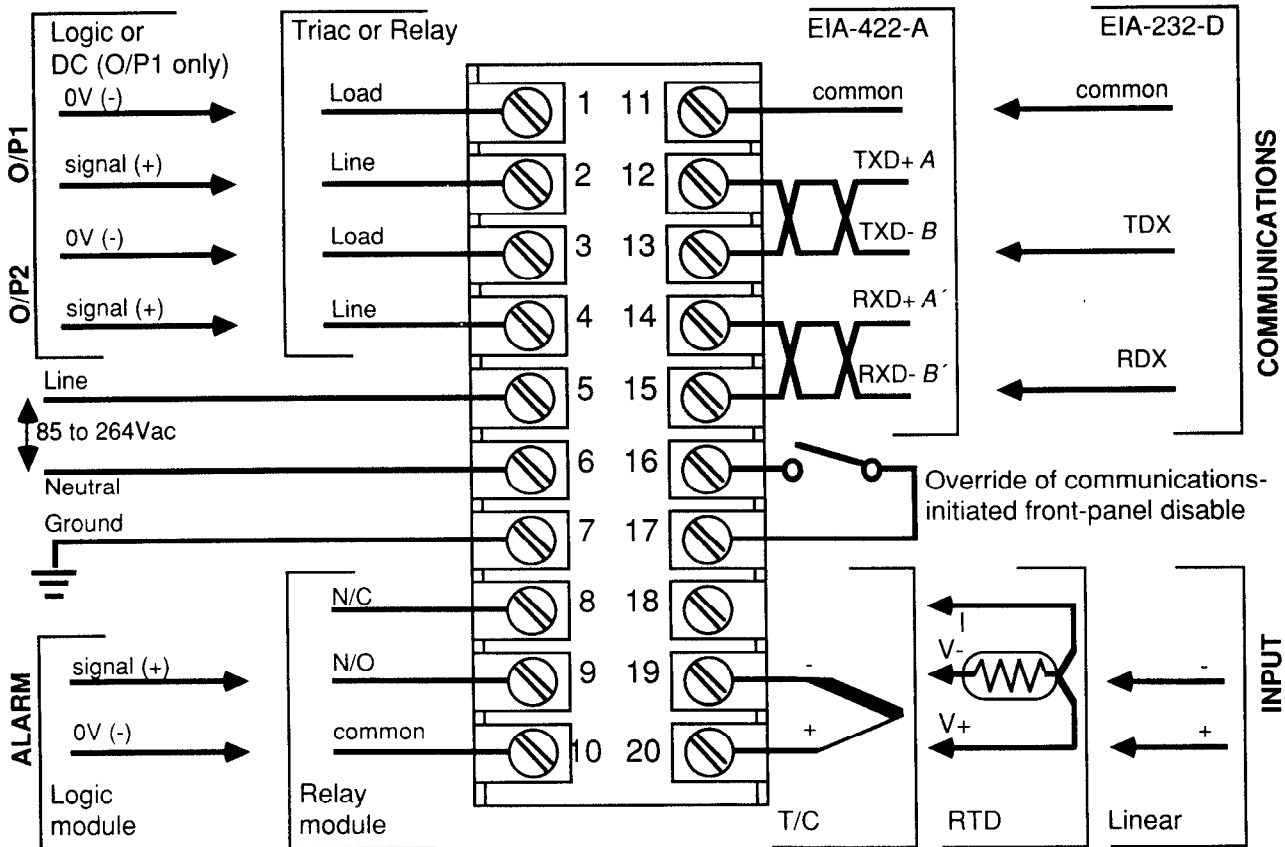 Logic or
DC (O/P1 only)
Triac or Relay
EIA-422-A
EIA-232-D
O/P1
0V (-)
Load
1
11
common
common
signal (+)
Line
2
12
TXD+ A
O/P2
0V (-)
Load
3
13
TXD- B
TDX
signal (+)
Line
4
14
RXD+ A´
COMMUNICATIONS
Line
5
15
RXD- B´
RDX
85 to 264Vac
Neutral
6
16
Override of communications-
initiated front-panel disable
Ground
7
17
N/C
8
18
I
ALARM
signal (+)
N/O
9
19
-
V-
-
INPUT
0V (-)
common
10
20
+
V+
+
Logic
module
Relay
module
T/C
RTD
Linear